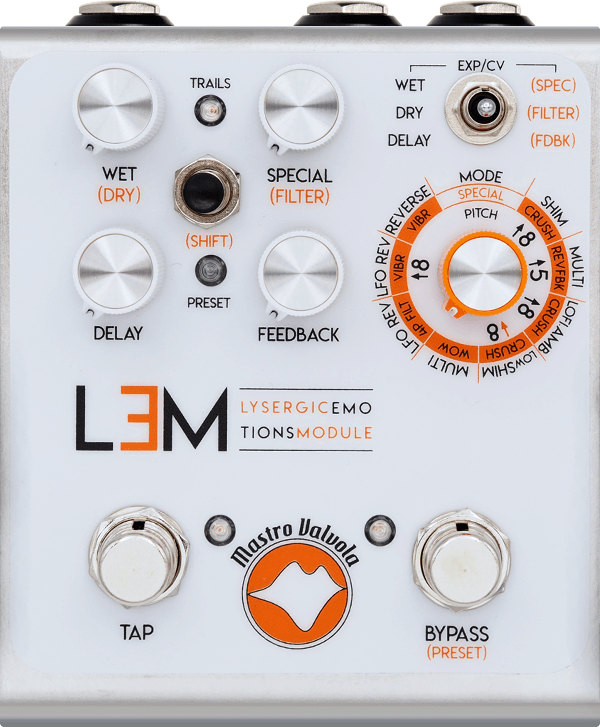 EXP/CV
TRAILS
WET (SPEC)
DRY (FILTER)
DELAY (FDBK)
WET
(DRY)
SPECIAL
(FILTER)
(SHIFT)
PRESET
DELAY
FEEDBACK
MODE
SPECIAL
PITCH
SHIM
CRUSH
↑8
MULTI
REVFBK
↑5
LOFI/AMB
CRUSH
↑8
LOWSHIM
CRUSH
↑8
MULTI
WOW
LFO REV
4P FILT
LFO REV
VIBR
↑8
REVERSE
VIBR
LEM
LYSERGICEMO
TIONSMODULE
Mastro Valvola
TAP
BYPASS
(PRESET)